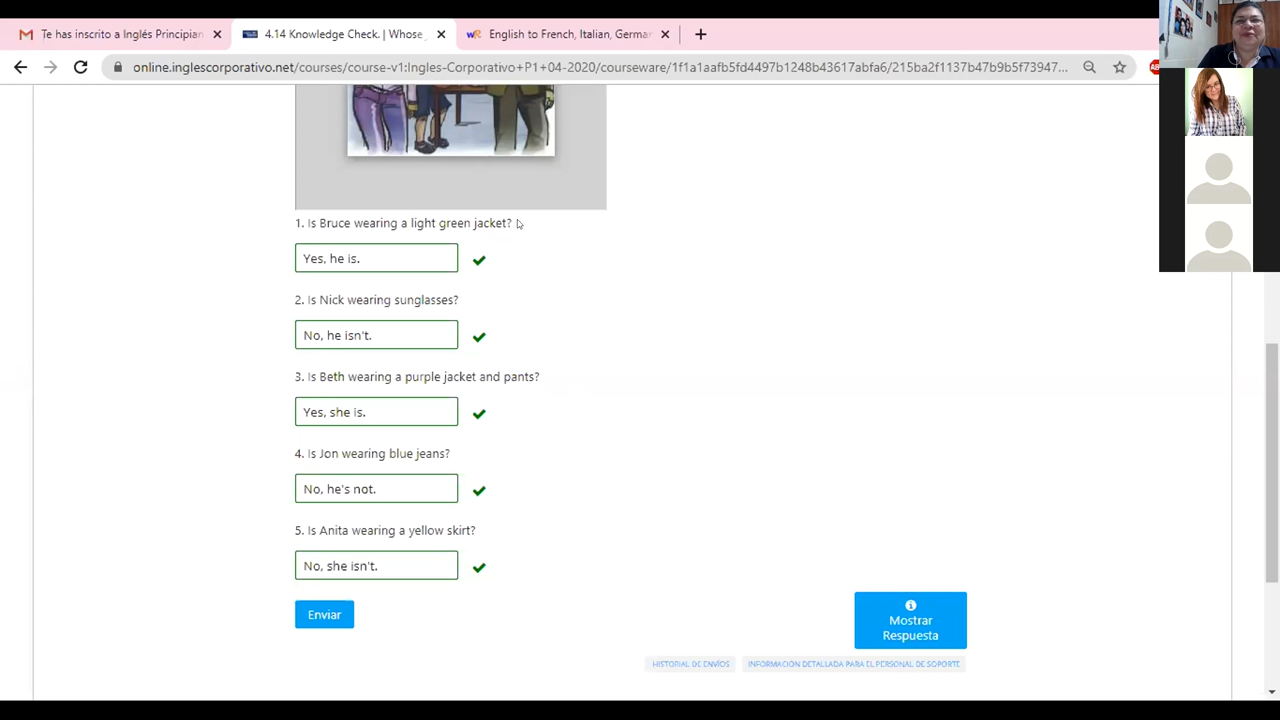 Te has inscrito a Inglés Principian
4.14 Knowledge Check. | Whose
English to French, Italian, German
online.inglescorporativo.net/courses/course-v1:Ingles-Corporativo+P1+04-2020/courseware/1f1a1aafb5fd4497b1248b43617abfa6/215ba2f1137b47b9b5f73947...
1. Is Bruce wearing a light green jacket?
Yes, he is.
2. Is Nick wearing sunglasses?
No, he isn't.
3. Is Beth wearing a purple jacket and pants?
Yes, she is.
4. Is Jon wearing blue jeans?
No, he's not.
5. Is Anita wearing a yellow skirt?
No, she isn't.
Enviar
Mostrar
Respuesta
HISTORIAL DE ENVÍOS
INFORMACIÓN DETALLADA PARA EL PERSONAL DE SOPORTE